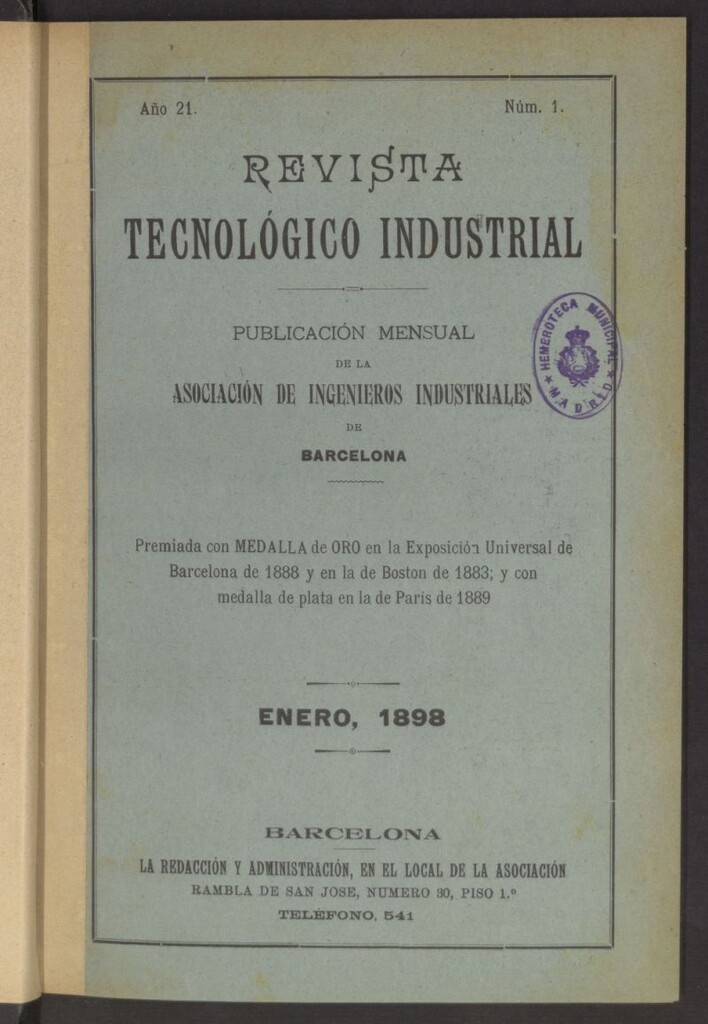 Año 21.
Núm. 1.
REVISTA
TECNOLÓGICO INDUSTRIAL
PUBLICACIÓN MENSUAL
DE LA
ASOCIACIÓN DE INGENIEROS INDUSTRIALES
DE
BARCELONA
HEMEROTECA MUNICIPAL
★ MADRID ★
Premiada con MEDALLA de ORO en la Exposición Universal de
Barcelona de 1888 y en la de Boston de 1883; y con
medalla de plata en la de Paris de 1889
ENERO, 1898
BARCELONA
LA REDACCIÓN Y ADMINISTRACIÓN, EN EL LOCAL DE LA ASOCIACIÓN
RAMBLA DE SAN JOSE, NUMERO 30, PISO 1.º
TELÉFONO, 541